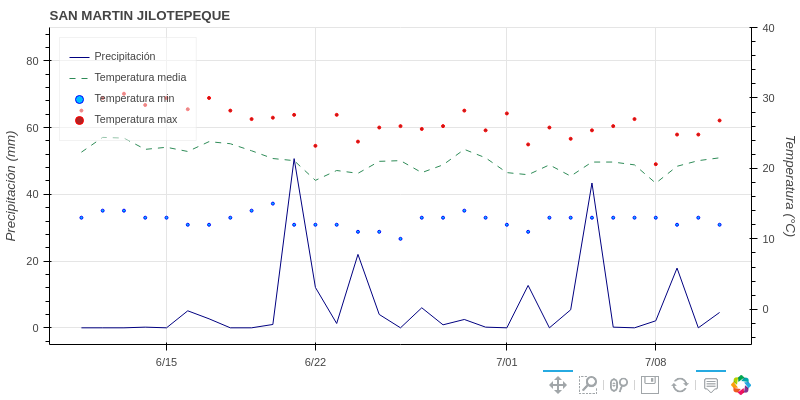 SAN MARTIN JILOTEPEQUE
Precipitación
Temperatura media
Temperatura min
Temperatura max
Precipitación (mm)
80
60
40
20
0
Temperatura (°C)
40
30
20
10
0
6/15
6/22
7/01
7/08